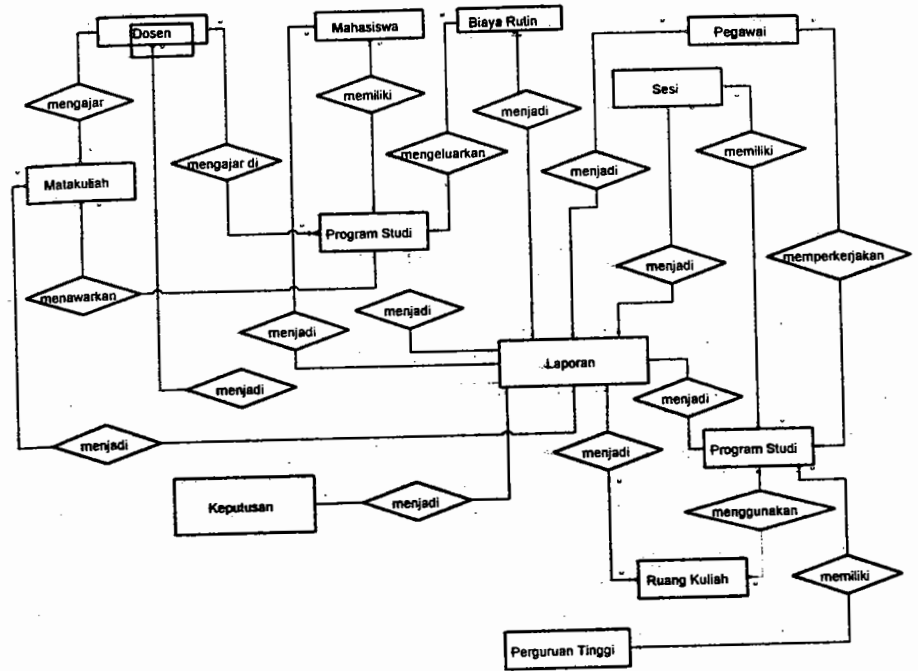 Dosen
Mahasiswa
Biaya Rutin
Pegawai
Sesi
mengajar
memiliki
menjadi
mengajar di
mengeluarkan
menjadi
memiliki
Matakuliah
Program Studi
menjadi
memperkerjakan
menawarkan
menjadi
menjadi
Laporan
menjadi
menjadi
menjadi
menjadi
Program Studi
Keputusan
menjadi
menggunakan
Ruang Kuliah
memiliki
Perguruan Tinggi